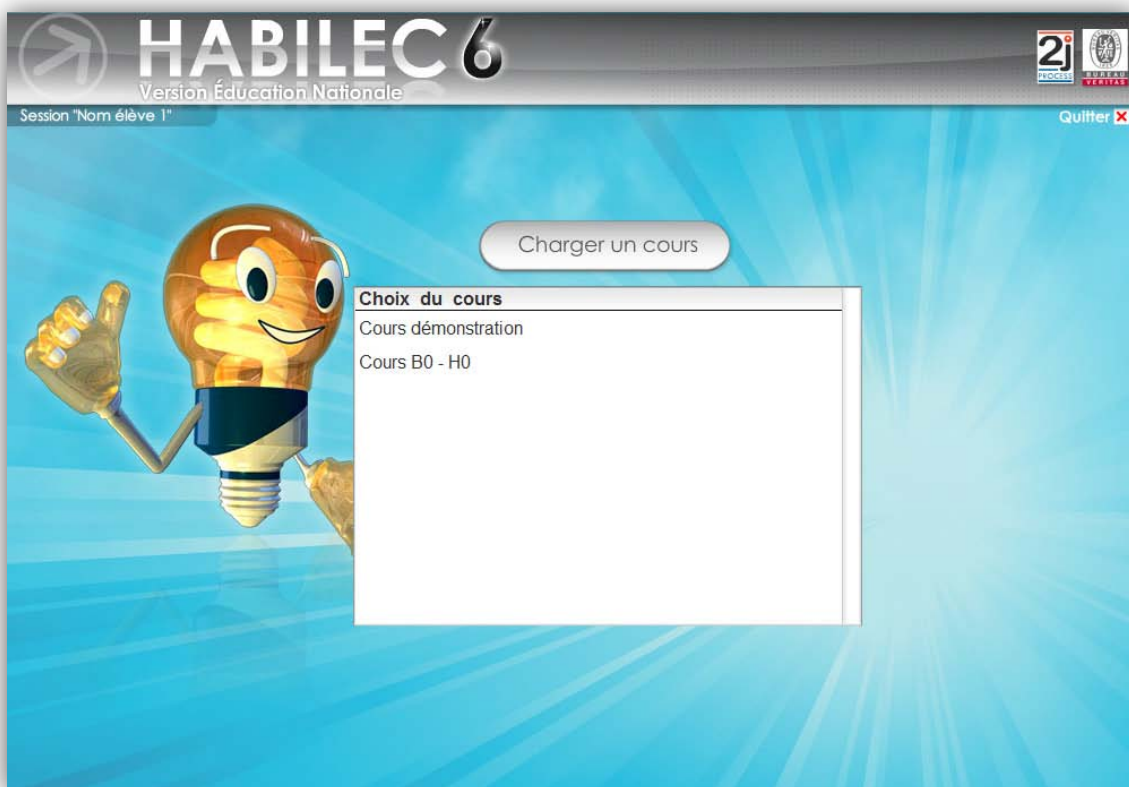 HABILEC 6
Version Éducation Nationale
2j
PROCESS
BUREAU
VERITAS
Session "Nom élève 1"
Quitter
Charger un cours
Choix du cours
Cours démonstration
Cours B0 - H0